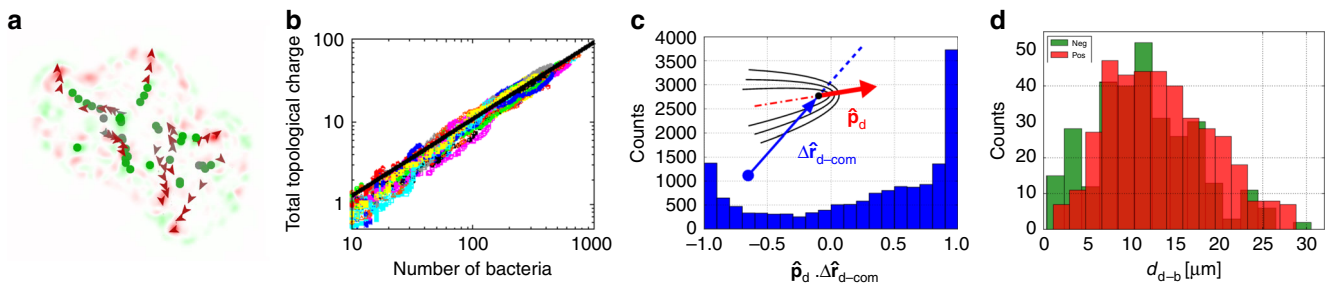 a
b
Total topological charge
100
10
1
10
100
1000
Number of bacteria
c
Counts
4000
3500
3000
2500
2000
1500
1000
500
0
−1.0
−0.5
0.0
0.5
1.0
p̂d
Δr̂d–com
p̂d .Δr̂d–com
d
Counts
50
40
30
20
10
0
Neg
Pos
0
5
10
15
20
25
30
dd–b [μm]